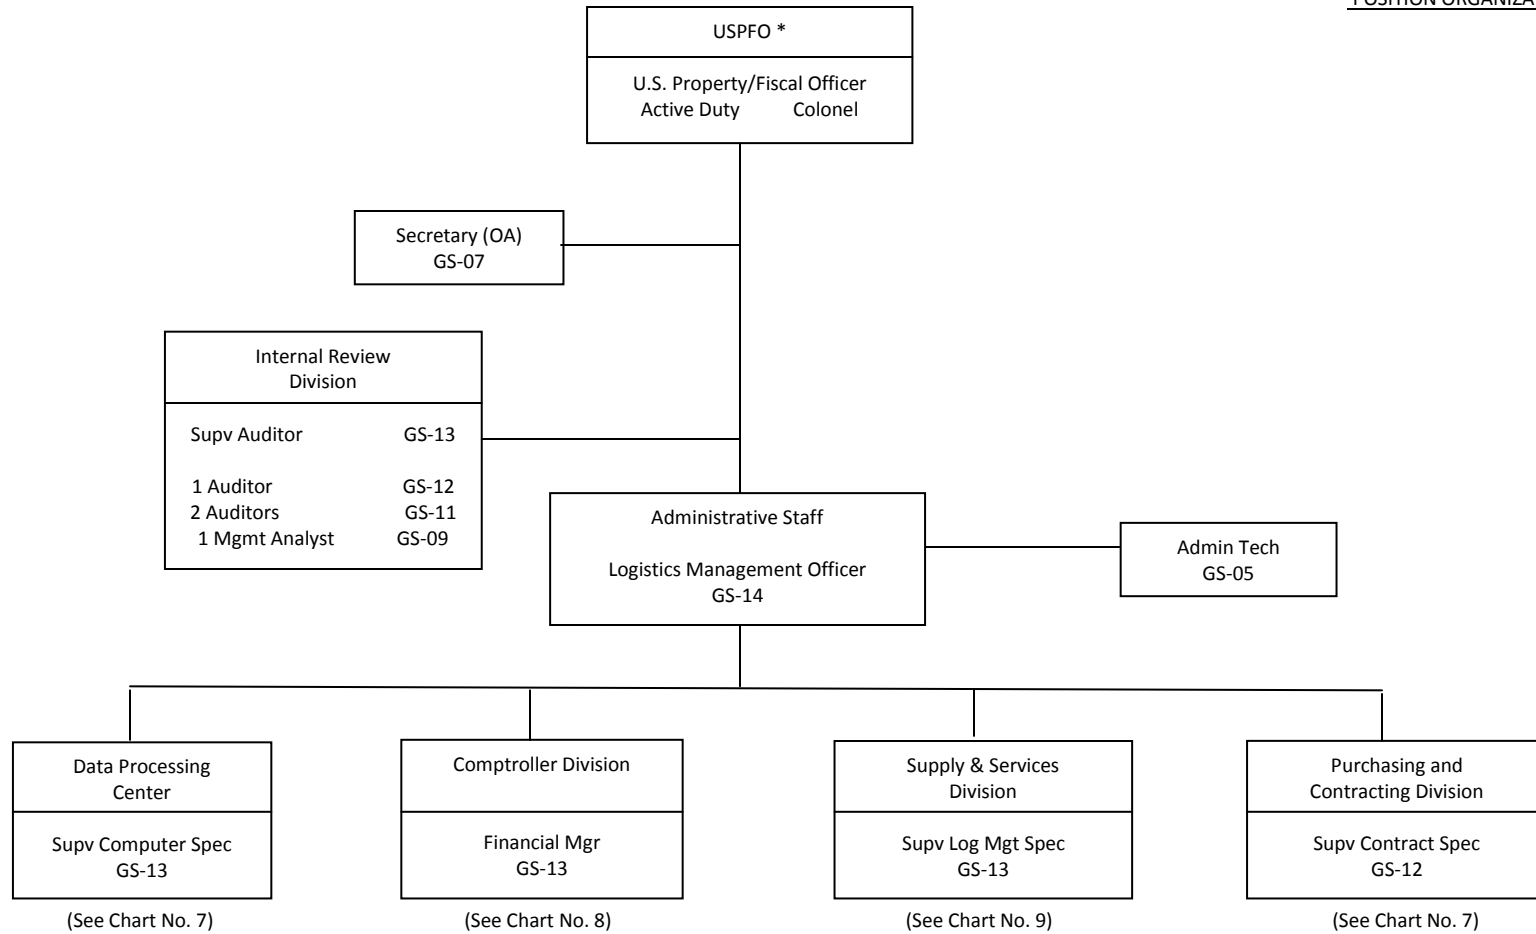 POSITION ORGANIZA
USPFO *
U.S. Property/Fiscal Officer
Active Duty Colonel
Secretary (OA)
GS-07
Internal Review
Division
Supv Auditor GS-13
1 Auditor GS-12
2 Auditors GS-11
1 Mgmt Analyst GS-09
Administrative Staff
Logistics Management Officer
GS-14
Admin Tech
GS-05
Data Processing
Center
Supv Computer Spec
GS-13
(See Chart No. 7)
Comptroller Division
Financial Mgr
GS-13
(See Chart No. 8)
Supply & Services
Division
Supv Log Mgt Spec
GS-13
(See Chart No. 9)
Purchasing and
Contracting Division
Supv Contract Spec
GS-12
(See Chart No. 7)